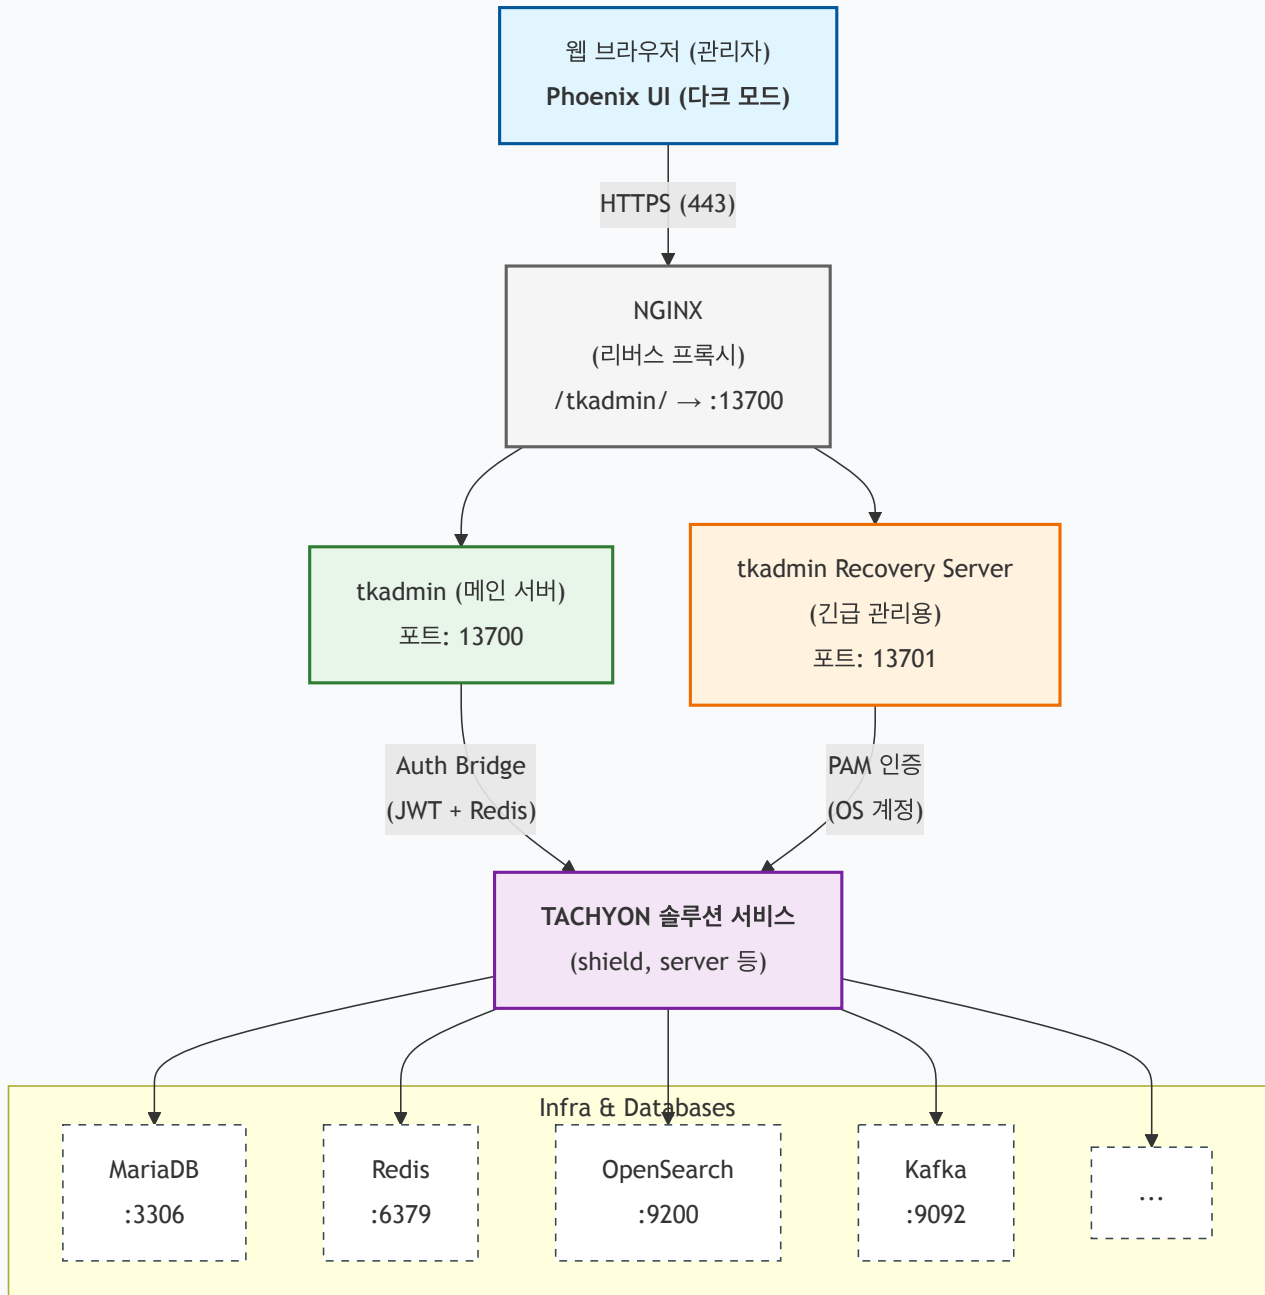 웹 브라우저 (관리자)
Phoenix UI (다크 모드)
HTTPS (443)
NGINX
(리버스 프록시)
/tkadmin/ → :13700
tkadmin (메인 서버)
포트: 13700
tkadmin Recovery Server
(긴급 관리용)
포트: 13701
Auth Bridge
(JWT + Redis)
PAM 인증
(OS 계정)
TACHYON 솔루션 서비스
(shield, server 등)
Infra & Databases
MariaDB
:3306
Redis
:6379
OpenSearch
:9200
Kafka
:9092
...